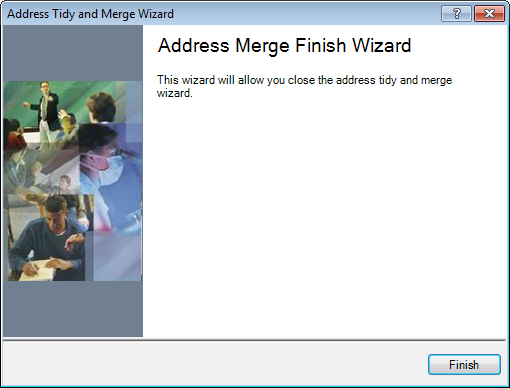 Address Tidy and Merge Wizard
Address Merge Finish Wizard
This wizard will allow you close the address tidy and merge
wizard.
Finish